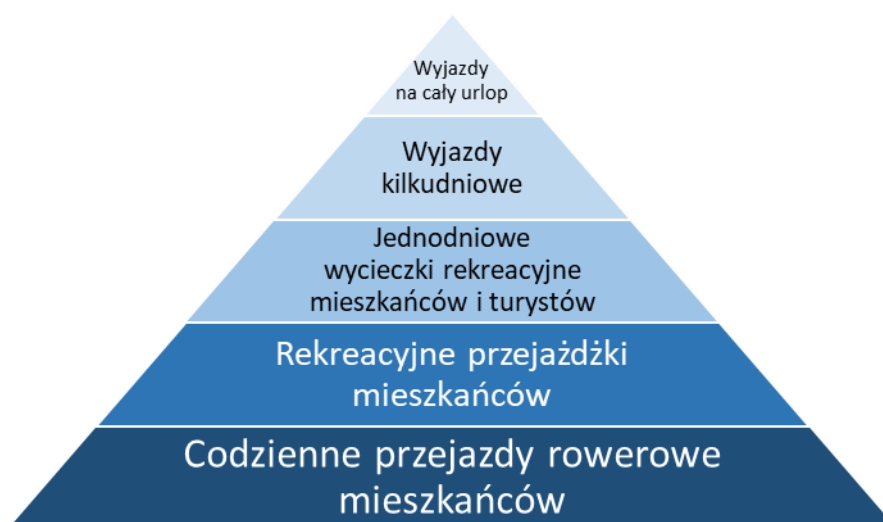 Wyjazdy
na cały urlop
Wyjazdy
kilkudniowe
Jednodniowe
wycieczki rekreacyjne
mieszkańców i turystów
Rekreacyjne przejażdżki
mieszkańców
Codzienne przejazdy rowerowe
mieszkańców